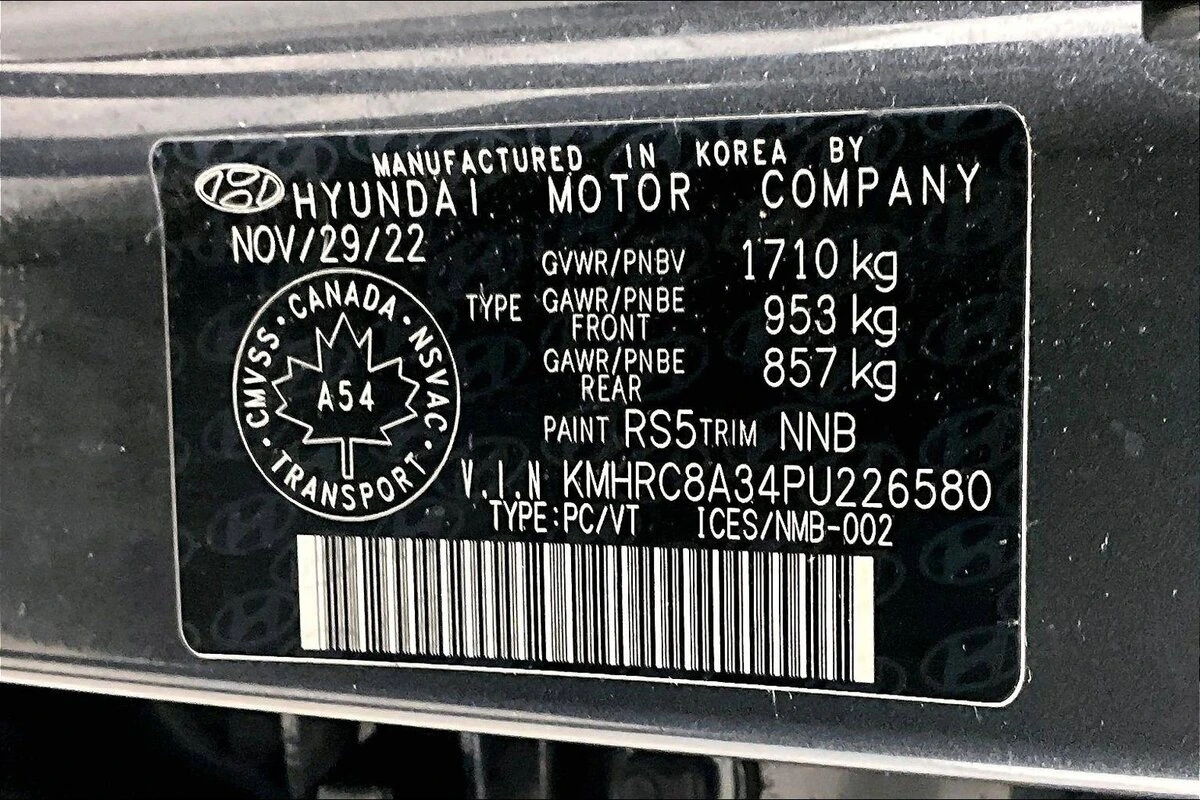 MANUFACTURED IN KOREA BY
HYUNDAI MOTOR COMPANY
NOV/29/22
GVWR/PNBV 1710 kg
TYPE GAWR/PNBE FRONT 953 kg
GAWR/PNBE REAR 857 kg
PAINT RS5 TRIM NNB
V.I.N KMHRC8A34PU226580
TYPE:PC/VT ICES/NMB-002
CMVSS · CANADA · NSVAC · TRANSPORT ·
A54